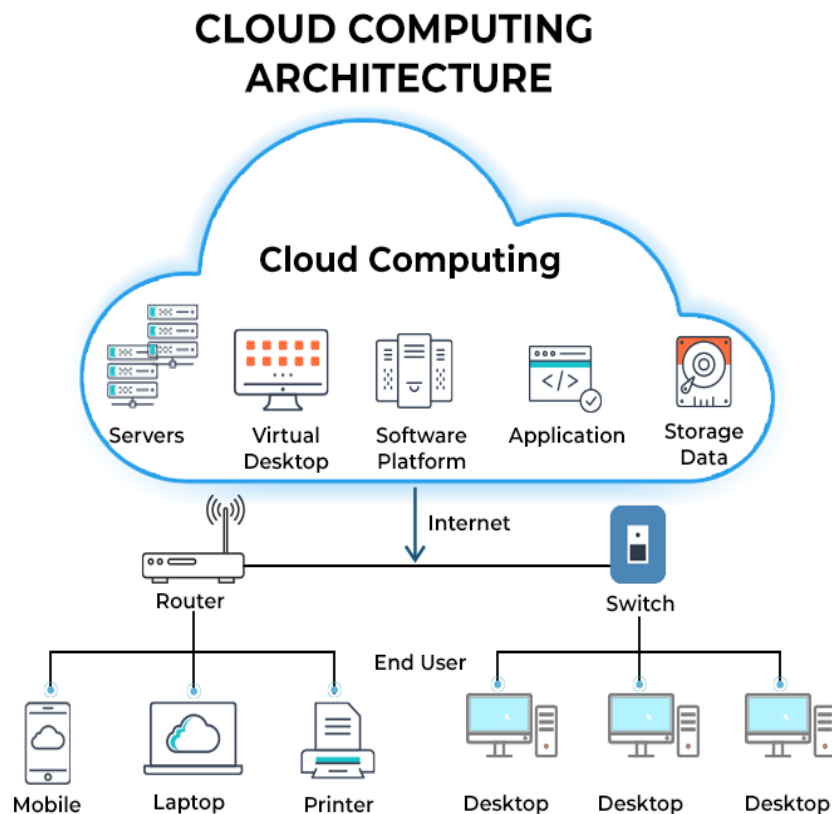 CLOUD COMPUTING
ARCHITECTURE
Cloud Computing
Servers
Virtual
Desktop
Software
Platform
Application
Storage
Data
Internet
Router
Switch
End User
Mobile
Laptop
Printer
Desktop
Desktop
Desktop